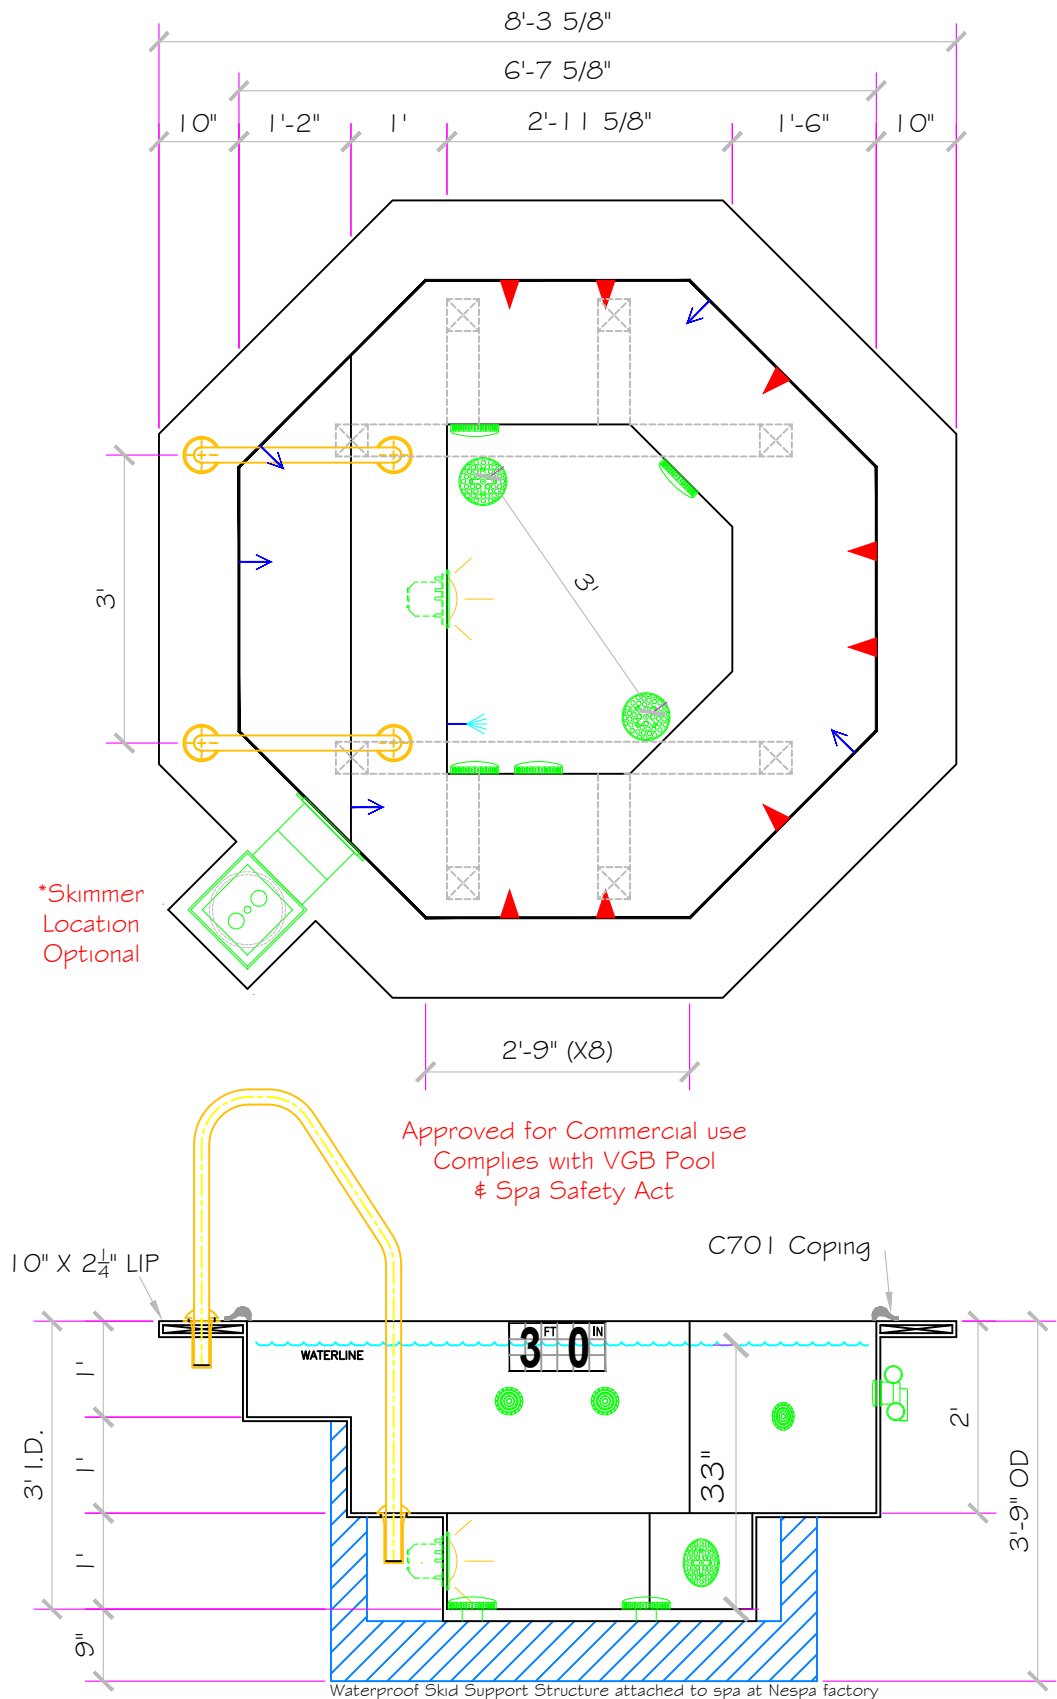 8'-3 5/8"
6'-7 5/8"
10" 1'-2" 1' 2'-11 5/8" 1'-6" 10"
3'
3'
*Skimmer
Location
Optional
2'-9" (X8)
Approved for Commercial use
Complies with VGB Pool
& Spa Safety Act
10" X 2¼" LIP
C701 Coping
3 FT 0 IN
WATERLINE
1'
3' I.D.
1'
1'
9"
33"
2'
3'-9" OD
Waterproof Skid Support Structure attached to spa at Nespa factory